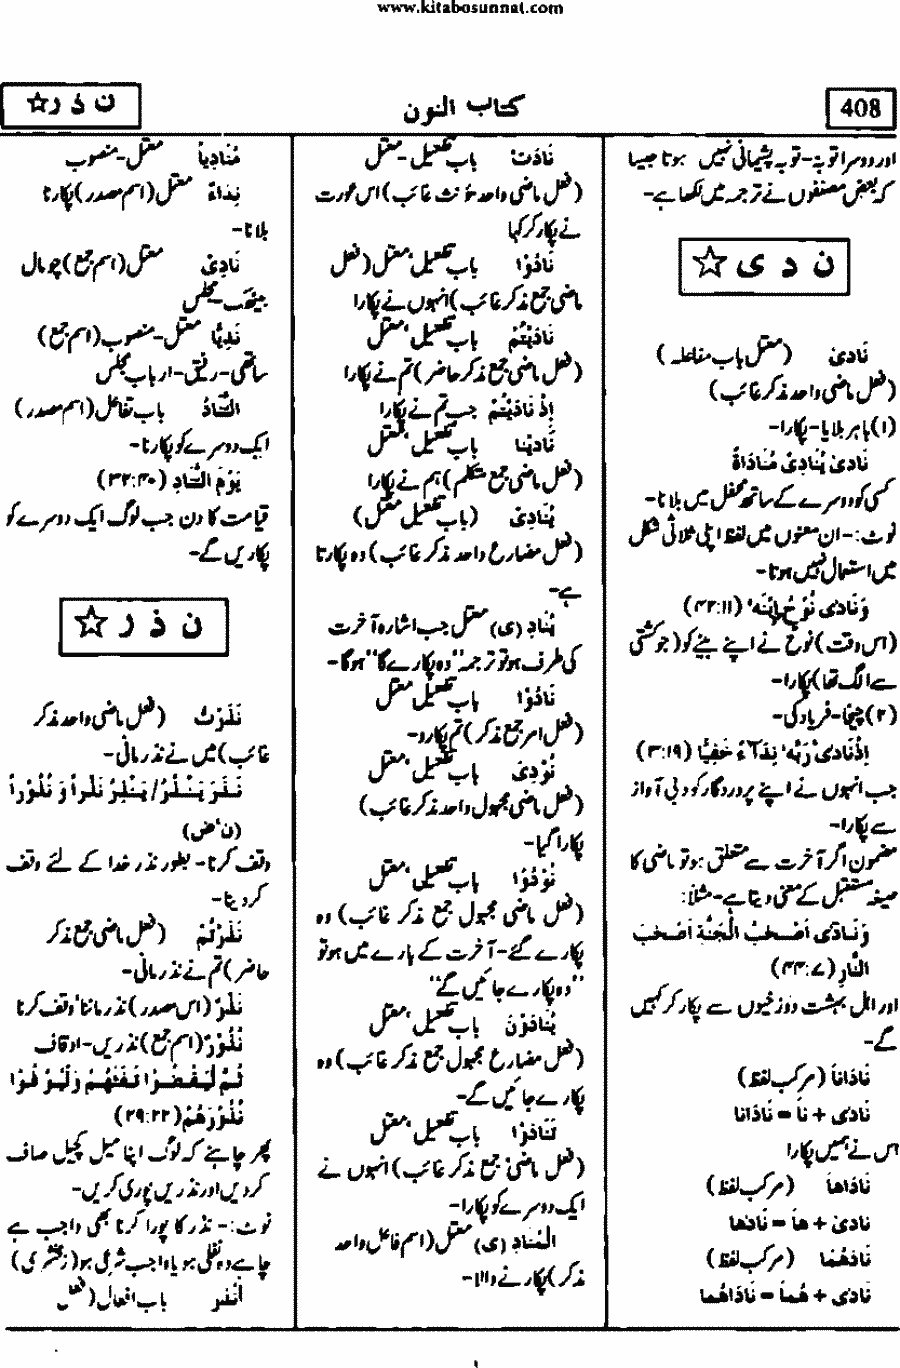 www.kitabosunnat.com
408
کتاب النون
ن ذ ر ☆
اور دوسرا توبہ-توبہ پشیمانی نہیں ہوتا جیسا
کہ بعض مصنفوں نے ترجمہ میں لکھا ہے-
ن د ی ☆
نَادٰیَ (معتل باب مفاعلہ)
(فعل ماضی واحد مذکر غائب)
(۱) باہر بلایا-پکارا-
نَادیٰ یُنَادِیْ مُنَادَاۃً
کسی کو دوسرے کے ساتھ محفل میں بلانا-
نوٹ:-ان معنوں میں لفظ اپنی ثلاثی شکل
میں استعمال نہیں ہوتا-
وَنَادٰی نُوْحُ ابْنَہٗ (۴۲:۱۱)
(اس وقت) نوحؑ نے اپنے بیٹے کو (جو کشتی
سے الگ تھا) پکارا-
(۲) چیخا-فریاد کی-
اِذْنَادٰیْ رَبَّہٗ نِدَآءً خَفِیًّا (۳:۱۹)
جب انہوں نے اپنے پروردگار کو دبی آواز
سے پکارا-
مضمون اگر آخرت سے متعلق ہو تو ماضی کا
صیغہ مستقبل کے معنی دیتا ہے-مثلاً:
وَنَادٰی اَصْحٰبُ الْجَنَّۃِ اَصْحٰبَ
النَّارِ (۴۴:۷)
اور اہل بہشت دوزخیوں سے پکار کر کہیں
گے-
نَادَانَا (مرکب لفظ)
نَادٰی + نَا = نَادَانَا
اس نے ہمیں پکارا
نَادَاھَا (مرکب لفظ)
نَادیٰ + ھَا = نَادٰھَا
نَادٰھُمَا (مرکب لفظ)
نَادٰی + ھُمَا = نَادَاھُمَا
نَادَتْ باب تفعیل-معتل
(فعل ماضی واحد مؤنث غائب) اس عورت
نے پکار کر کہا
نَادَوْا باب تفعیل، معتل (فعل
ماضی جمع مذکر غائب) انہوں نے پکارا
نَادَیْتُمْ باب تفعیل، معتل
(فعل ماضی جمع مذکر حاضر) تم نے پکارا
اِذْ نَادَیْتُمْ جب تم نے پکارا
نَادَیْنَا باب تفعیل، معتل
(فعل ماضی جمع متکلم) ہم نے پکارا
یُنَادِیْ (باب تفعیل معتل)
(فعل مضارع واحد مذکر غائب) وہ پکارتا
ہے-
یُنَادِ (ی) معتل جب اشارہ آخرت
کی طرف ہو تو ترجمہ "وہ پکارے گا" ہوگا-
نَادُوْا باب تفعیل معتل
(فعل امر جمع مذکر) تم پکارو-
نُوْدِیَ باب تفعیل، معتل
(فعل ماضی مجہول واحد مذکر غائب)
پکارا گیا-
نُوْدُوْا باب تفعیل، معتل
(فعل ماضی مجہول جمع مذکر غائب) وہ
پکارے گئے-آخرت کے بارے میں ہو تو
"وہ پکارے جائیں گے"
یُنَادَوْنَ باب تفعیل، معتل
(فعل مضارع مجہول جمع مذکر غائب) وہ
پکارے جائیں گے-
تَنَادَوْا باب تفعیل، معتل
(فعل ماضی جمع مذکر غائب) انہوں نے
ایک دوسرے کو پکارا-
الْمُنَادِ (ی) معتل (اسم فاعل واحد
مذکر) پکارنے والا-
مُنَادِیاً معتل-منصوب
نِدَاءً معتل (اسم مصدر) پکارنا
بلانا-
نَادِیْ معتل (اسم جمع) چوپال
بیٹھک-مجلس
نَدِیًّا معتل-منصوب (اسم جمع)
ساتھی-رفیق-ارباب مجلس
التَّنَادُ باب تفاعل (اسم مصدر)
ایک دوسرے کو پکارنا-
یَوْمَ التَّنَادِ (۳۲:۴۰)
قیامت کا دن جب لوگ ایک دوسرے کو
پکاریں گے-
ن ذ ر ☆
نَذَرْتُ (فعل ماضی واحد مذکر
غائب) میں نے نذر مانی-
نَذَرَ یَنْذُرُ/یَنْذِرُ نَذْراً وَ نُذُوْراً
(ن، ض)
وقف کرنا-بطور نذر خدا کے لئے وقف
کر دینا-
نَذَرْتُمْ (فعل ماضی جمع مذکر
حاضر) تم نے نذر مانی-
نَذْرٌ (اس مصدر) نذر ماننا، وقف کرنا
نُذُوْرٌ (اسم جمع) نذریں-اوقاف
ثُمَّ لْیَقْضُوْا تَفَثَھُمْ وَلْیُوْفُوْا
نُذُوْرَھُمْ (۲۹:۲۲)
پھر چاہئے کہ لوگ اپنا میل کچیل صاف
کر دیں اور نذریں پوری کریں-
نوٹ:-نذر کا پورا کرنا بھی واجب ہے
چاہے وہ نفلی ہو یا واجب شرعی ہو (زمخشری)
اَنْذَر باب افعال (فعل